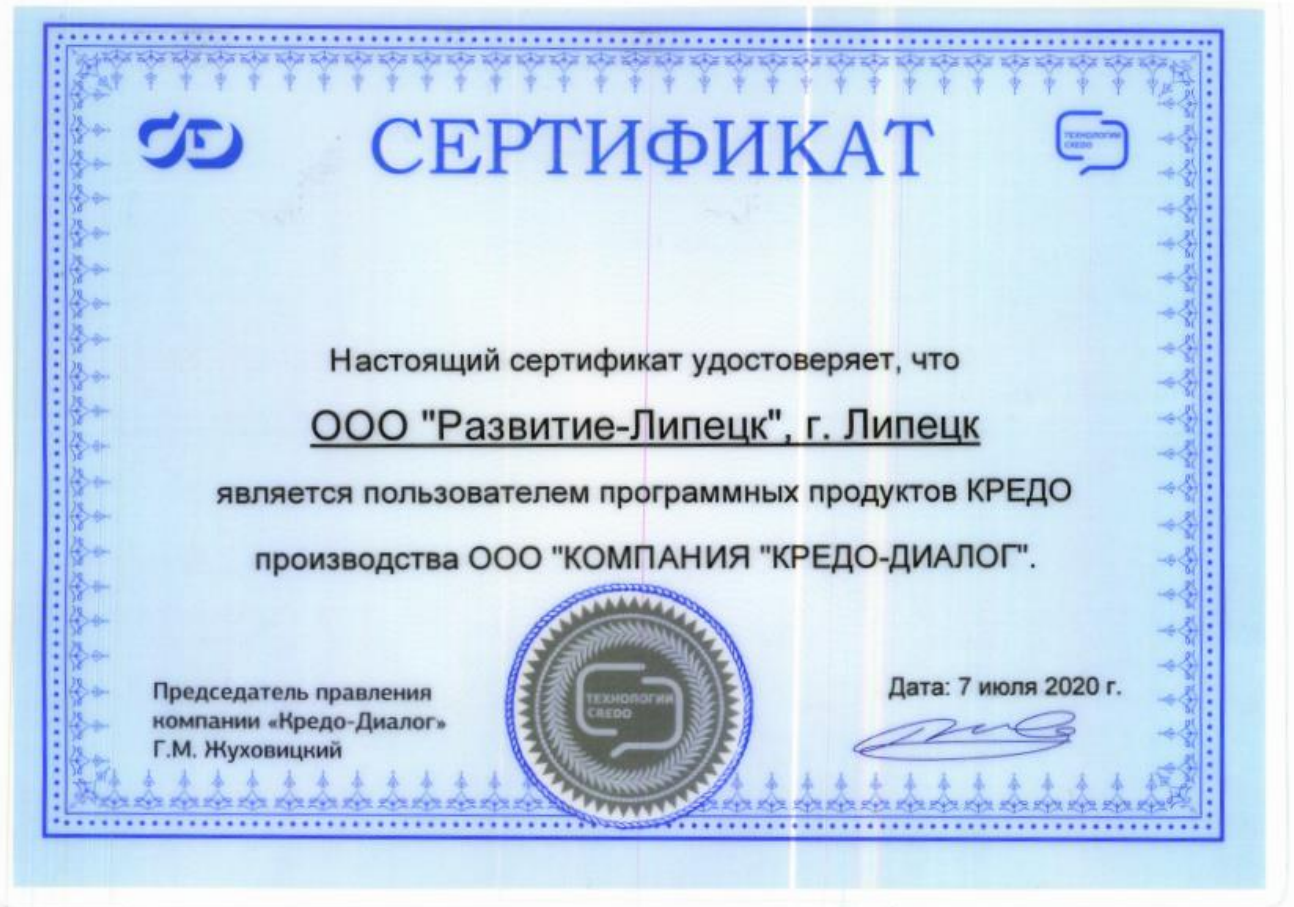 СЕРТИФИКАТ
ТЕХНОЛОГИИ
CREDO
Настоящий сертификат удостоверяет, что
ООО "Развитие-Липецк", г. Липецк
является пользователем программных продуктов КРЕДО
производства ООО "КОМПАНИЯ "КРЕДО-ДИАЛОГ".
Председатель правления
компании «Кредо-Диалог»
Г.М. Жуховицкий
ТЕХНОЛОГИИ
CREDO
Дата: 7 июля 2020 г.